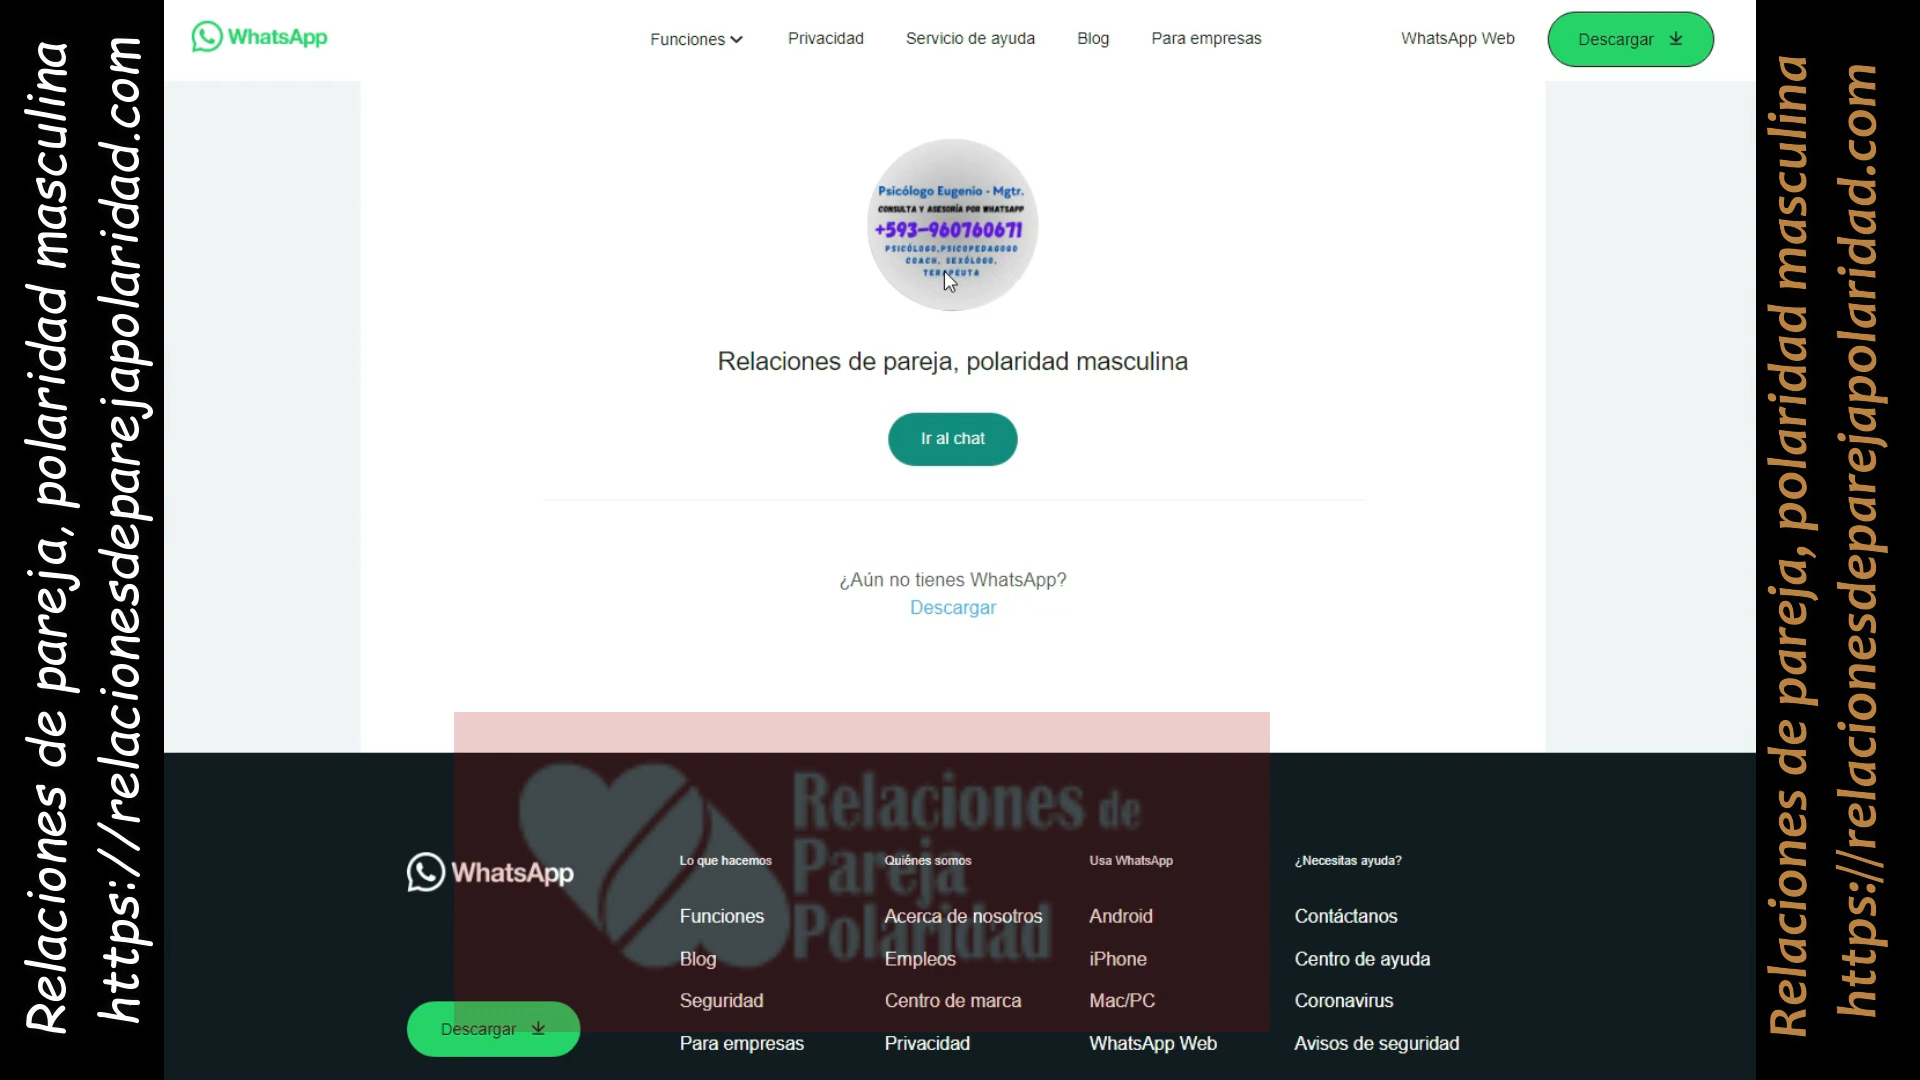 Relaciones de pareja, polaridad masculina
https://relacionesdeparejapolaridad.com
WhatsApp
Funciones
Privacidad
Servicio de ayuda
Blog
Para empresas
WhatsApp Web
Descargar
Psicólogo Eugenio - Mgtr.
CONSULTA Y ASESORÍA POR WHATSAPP
+593-960760671
PSICÓLOGO,PSICOPEDAGOGO
COACH, SEXÓLOGO,
TERAPEUTA
Relaciones de pareja, polaridad masculina
Ir al chat
¿Aún no tienes WhatsApp?
Descargar
Relaciones de
Pareja
Polaridad
WhatsApp
Descargar
Lo que hacemos
Funciones
Blog
Seguridad
Para empresas
Quiénes somos
Acerca de nosotros
Empleos
Centro de marca
Privacidad
Usa WhatsApp
Android
iPhone
Mac/PC
WhatsApp Web
¿Necesitas ayuda?
Contáctanos
Centro de ayuda
Coronavirus
Avisos de seguridad
Relaciones de pareja, polaridad masculina
https://relacionesdeparejapolaridad.com